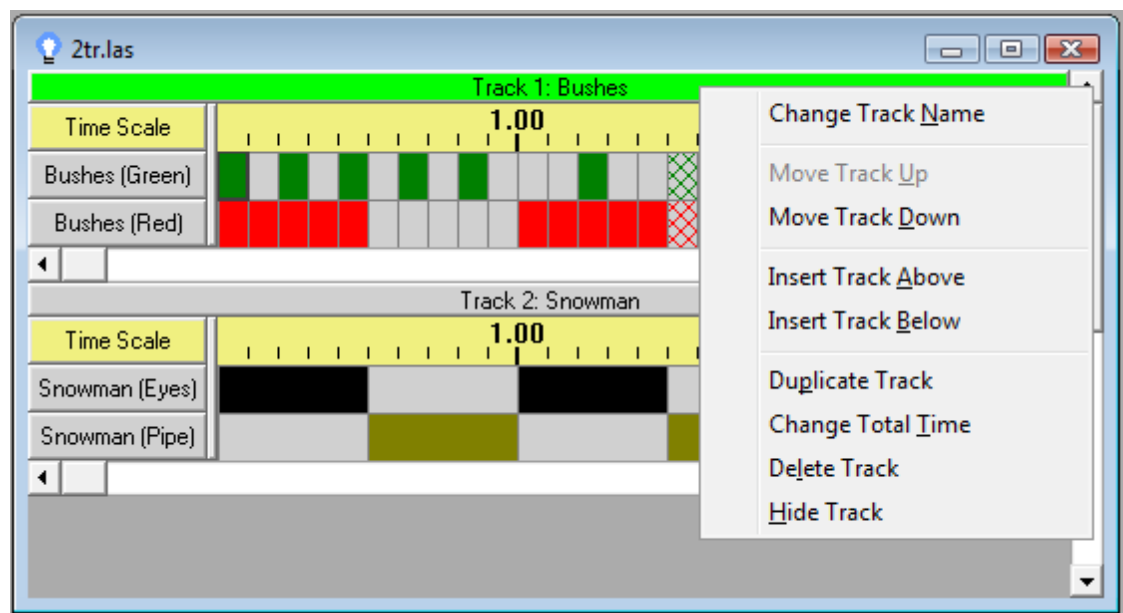 2tr.las
Track 1: Bushes
Time Scale
1.00
Bushes (Green)
Bushes (Red)
Track 2: Snowman
Time Scale
1.00
Snowman (Eyes)
Snowman (Pipe)
Change Track Name
Move Track Up
Move Track Down
Insert Track Above
Insert Track Below
Duplicate Track
Change Total Time
Delete Track
Hide Track